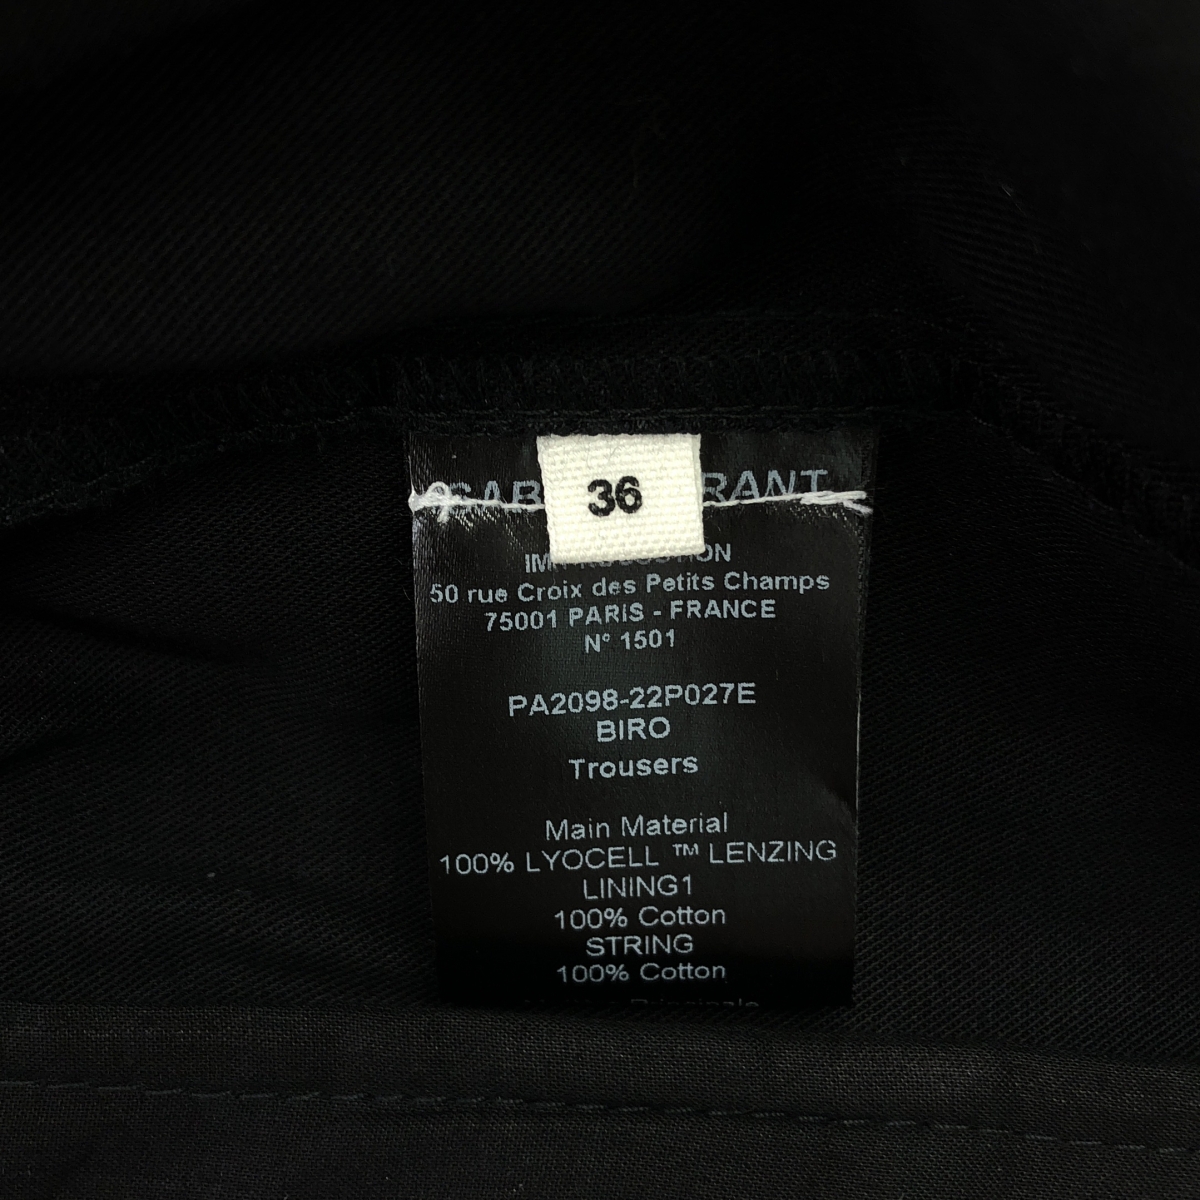 36
50 rue Croix des Petits Champs
75001 PARIS - FRANCE
N° 1501
PA2098-22P027E
BIRO
Trousers
Main Material
100% LYOCELL ™ LENZING
LINING1
100% Cotton
STRING
100% Cotton